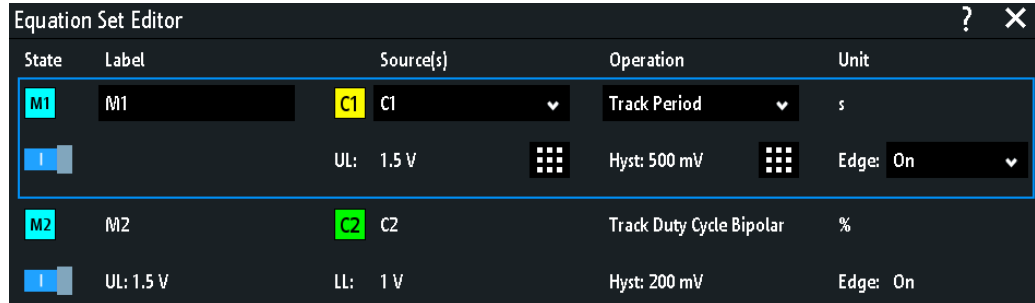 Equation Set Editor ? ✕
State Label Source(s) Operation Unit
M1 M1 C1 C1 Track Period s
I UL: 1.5 V Hyst: 500 mV Edge: On
M2 M2 C2 C2 Track Duty Cycle Bipolar %
I UL: 1.5 V LL: 1 V Hyst: 200 mV Edge: On